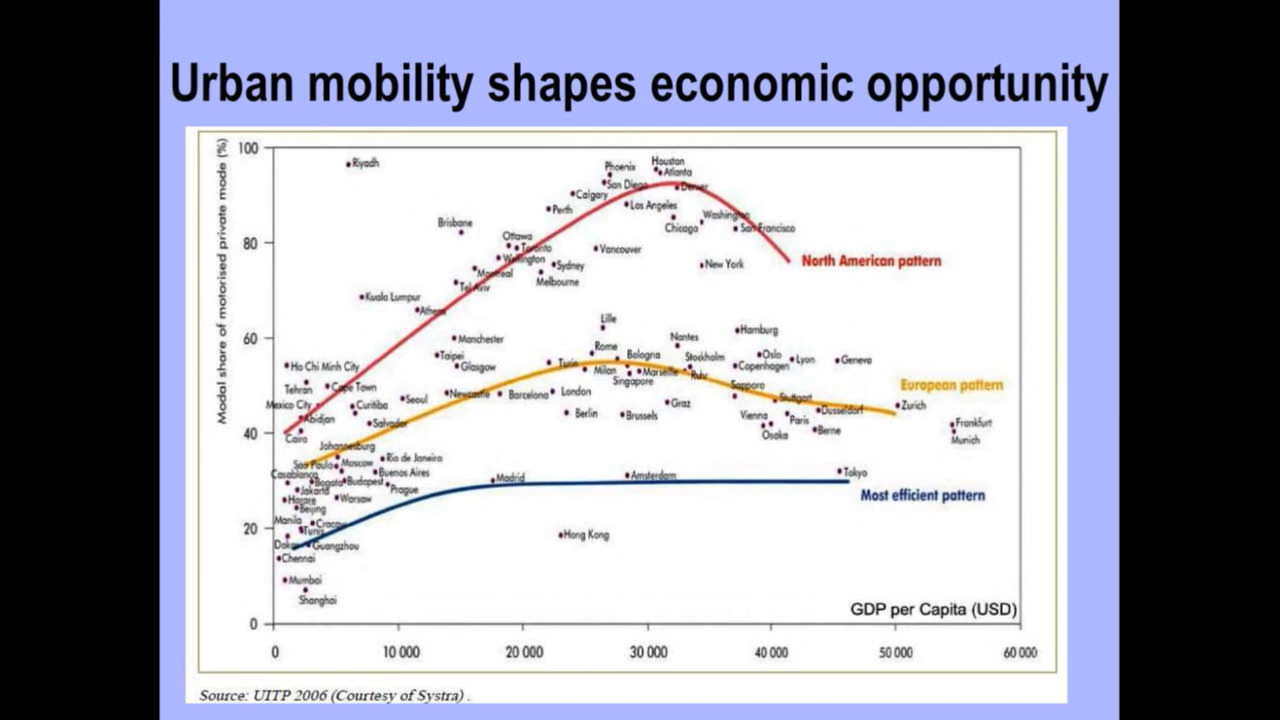 Urban mobility shapes economic opportunity
Modal share of motorised private mode (%)
100
80
60
40
20
0
Riyadh
Phoenix
Houston
Atlanta
San Diego
Denver
Calgary
Los Angeles
Perth
Washington
Brisbane
Chicago
San Francisco
Ottawa
Toronto
Vancouver
Wellington
North American pattern
Montreal
Sydney
New York
Tel Aviv
Melbourne
Kuala Lumpur
Athens
Lille
Hamburg
Manchester
Nantes
Rome
Taipei
Bologna
Stockholm
Oslo
Lyon
Geneva
Ho Chi Minh City
Glasgow
Turin
Milan
Marseille
Ruhr
Copenhagen
Singapore
Tehran
Cape Town
Sapporo
European pattern
Newcastle
Barcelona
London
Seoul
Stuttgart
Mexico City
Curitiba
Graz
Zurich
Abidjan
Salvador
Berlin
Brussels
Vienna
Paris
Dusseldorf
Frankfurt
Cairo
Osaka
Berne
Munich
Johannesburg
Rio de Janeiro
Sao Paulo
Moscow
Casablanca
Buenos Aires
Bogota
Budapest
Madrid
Amsterdam
Tokyo
Jakarta
Prague
Harare
Warsaw
Most efficient pattern
Beijing
Manila
Cracow
Tunis
Hong Kong
Dakar
Guangzhou
Chennai
Mumbai
Shanghai
GDP per Capita (USD)
0
10 000
20 000
30 000
40 000
50 000
60 000
Source: UITP 2006 (Courtesy of Systra) .